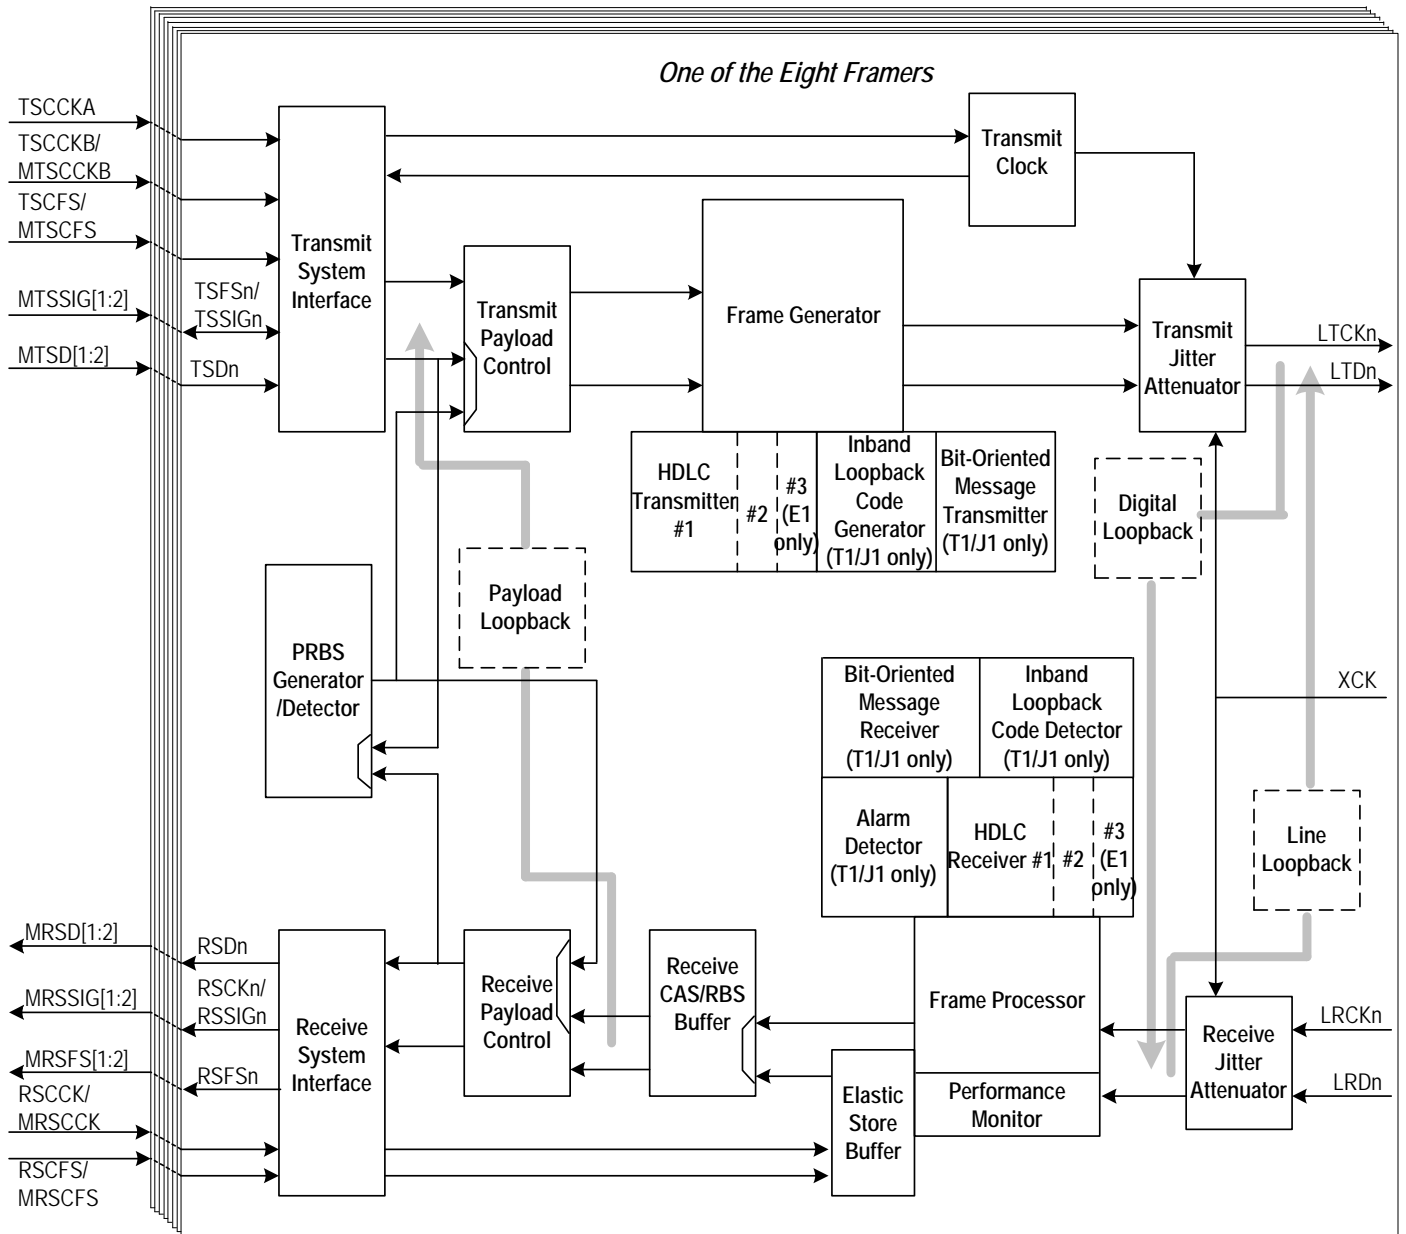 One of the Eight Framers
TSCCKA
TSCCKB/
MTSCCKB
TSCFS/
MTSCFS
MTSSIG[1:2]
MTSD[1:2]
TSFSn/
TSSIGn
TSDn
Transmit
System
Interface
Transmit
Payload
Control
Frame Generator
Transmit
Clock
Transmit
Jitter
Attenuator
LTCKn
LTDn
HDLC
Transmitter
#1
#2
#3
(E1
only)
Inband
Loopback
Code
Generator
(T1/J1 only)
Bit-Oriented
Message
Transmitter
(T1/J1 only)
Digital
Loopback
Payload
Loopback
PRBS
Generator
/Detector
Bit-Oriented
Message
Receiver
(T1/J1 only)
Inband
Loopback
Code Detector
(T1/J1 only)
XCK
Alarm
Detector
(T1/J1 only)
HDLC
Receiver #1
#2
#3
(E1
only)
Line
Loopback
MRSD[1:2]
MRSSIG[1:2]
MRSFS[1:2]
RSCCK/
MRSCCK
RSCFS/
MRSCFS
RSDn
RSCKn/
RSSIGn
RSFSn
Receive
System
Interface
Receive
Payload
Control
Receive
CAS/RBS
Buffer
Elastic
Store
Buffer
Frame Processor
Performance
Monitor
Receive
Jitter
Attenuator
LRCKn
LRDn